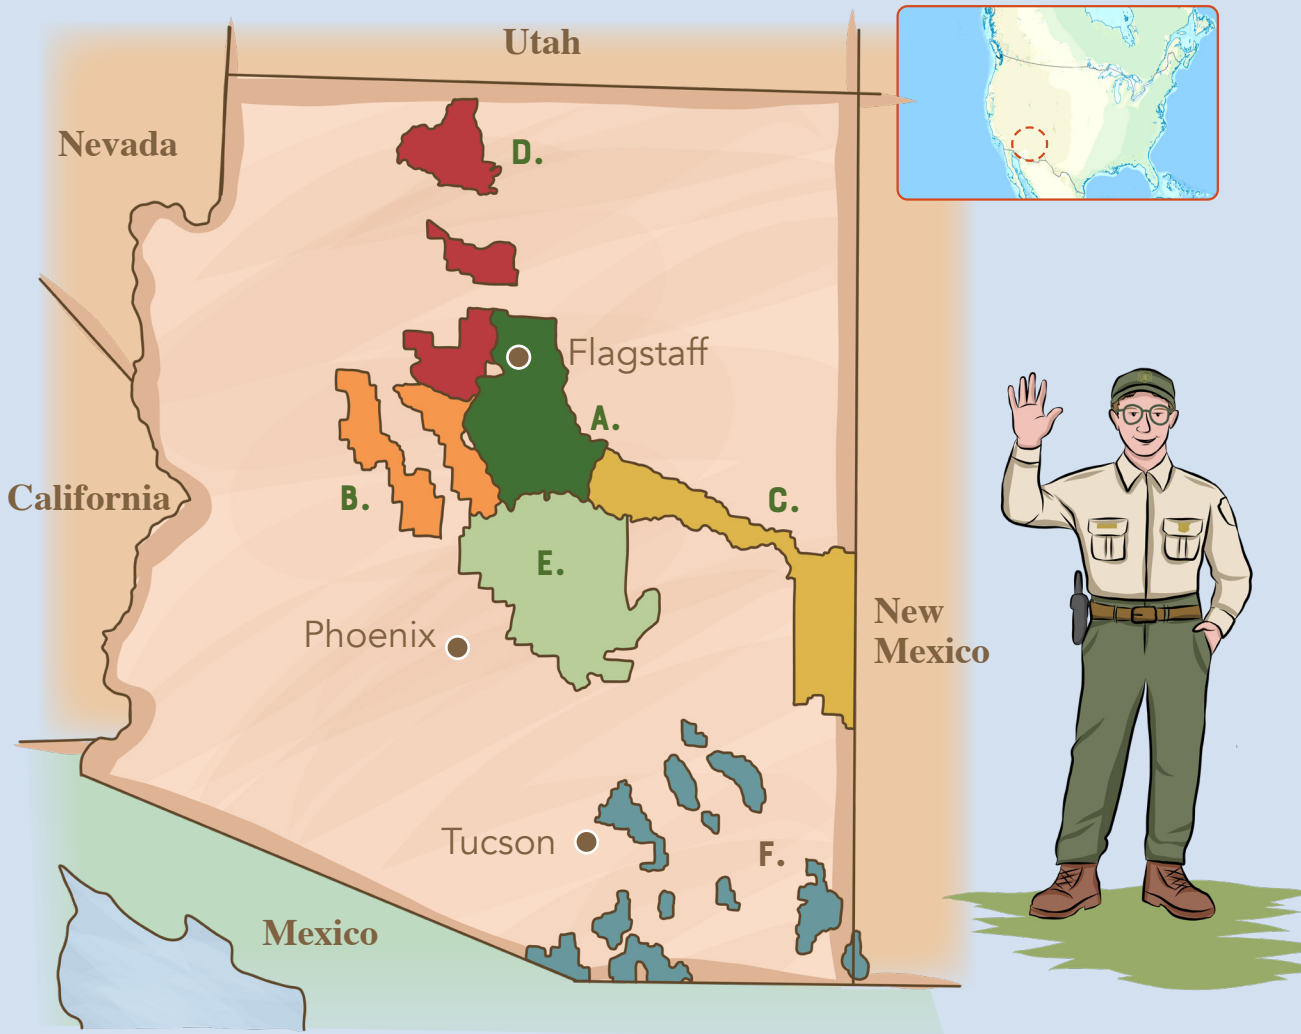 Utah
Nevada
D.
Flagstaff
A.
California
B.
C.
E.
New
Mexico
Phoenix
Tucson
F.
Mexico